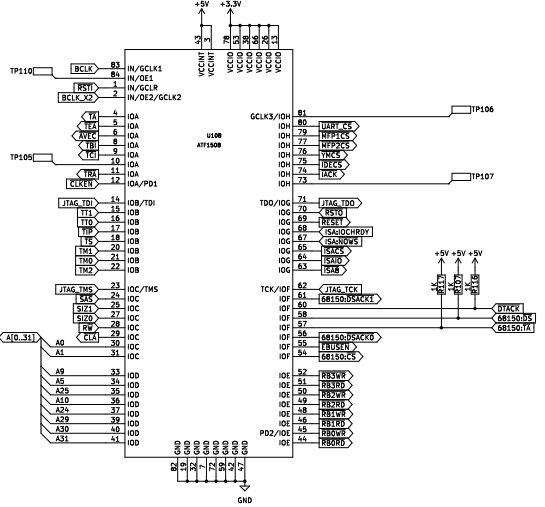 +5V +3.3V
43 3 78 53 38 66 26 13
VCCINT VCCINT VCCIO VCCIO VCCIO VCCIO VCCIO VCCIO
BCLK 83 IN/GCLK1
TP110 84 IN/OE1
RSTI 1 IN/GCLR
BCLK_X2 2 IN/OE2/GCLK2
TA 4 IOA
TEA 5 IOA
AVEC 6 IOA
TBI 8 IOA
TCI 9 IOA
TP105 10 IOA
TRA 11 IOA
CLKEN 12 IOA/PD1
JTAG_TDI 14 IOB/TDI
TT1 15 IOB
TT0 16 IOB
TIP 17 IOB
TS 18 IOB
TM1 20 IOB
TM0 21 IOB
TM2 22 IOB
JTAG_TMS 23 IOC/TMS
SAS 24 IOC
SIZ1 25 IOC
SIZ0 27 IOC
RW 28 IOC
CLA 29 IOC
A[0..31]
A0 30 IOC
A1 31 IOC
A9 33 IOD
A5 34 IOD
A25 35 IOD
A10 36 IOD
A24 37 IOD
A29 39 IOD
A30 40 IOD
A31 41 IOD
U108
ATF1508
GCLK3/IOH 81 TP106
IOH 80 UART_CS
IOH 79 MFP1CS
IOH 77 MFP2CS
IOH 76 YMCS
IOH 75 IDECS
IOH 74 IACK
IOH 73 TP107
TDO/IOG 71 JTAG_TDO
IOG 70 RSTO
IOG 69 RESET
IOG 68 ISA:IOCHRDY
IOG 67 ISA:NOWS
IOG 65 ISACS
IOG 64 ISAIO
IOG 63 ISA8
+5V +5V +5V
1K R117 1K R107 1K R116
TCK/IOF 62 JTAG_TCK
IOF 61 68150:DSACK1
IOF 60 DTACK
IOF 58 68150:DS
IOF 57 68150:TA
IOF 56 68150:DSACK0
IOF 55 EBUSEN
IOF 54 68150:CS
IOE 52 RB3WR
IOE 51 RB3RD
IOE 50 RB2WR
IOE 49 RB2RD
IOE 48 RB1WR
IOE 46 RB1RD
PD2/IOE 45 RB0WR
IOE 44 RB0RD
GND GND GND GND GND GND GND GND
82 19 32 7 72 59 42 47
GND